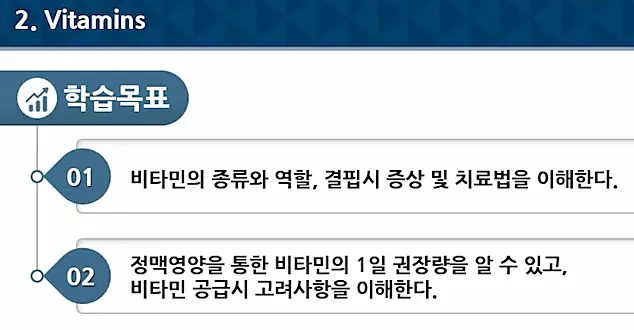 2. Vitamins
학습목표
01
비타민의 종류와 역할, 결핍시 증상 및 치료법을 이해한다.
02
정맥영양을 통한 비타민의 1일 권장량을 알 수 있고,
비타민 공급시 고려사항을 이해한다.